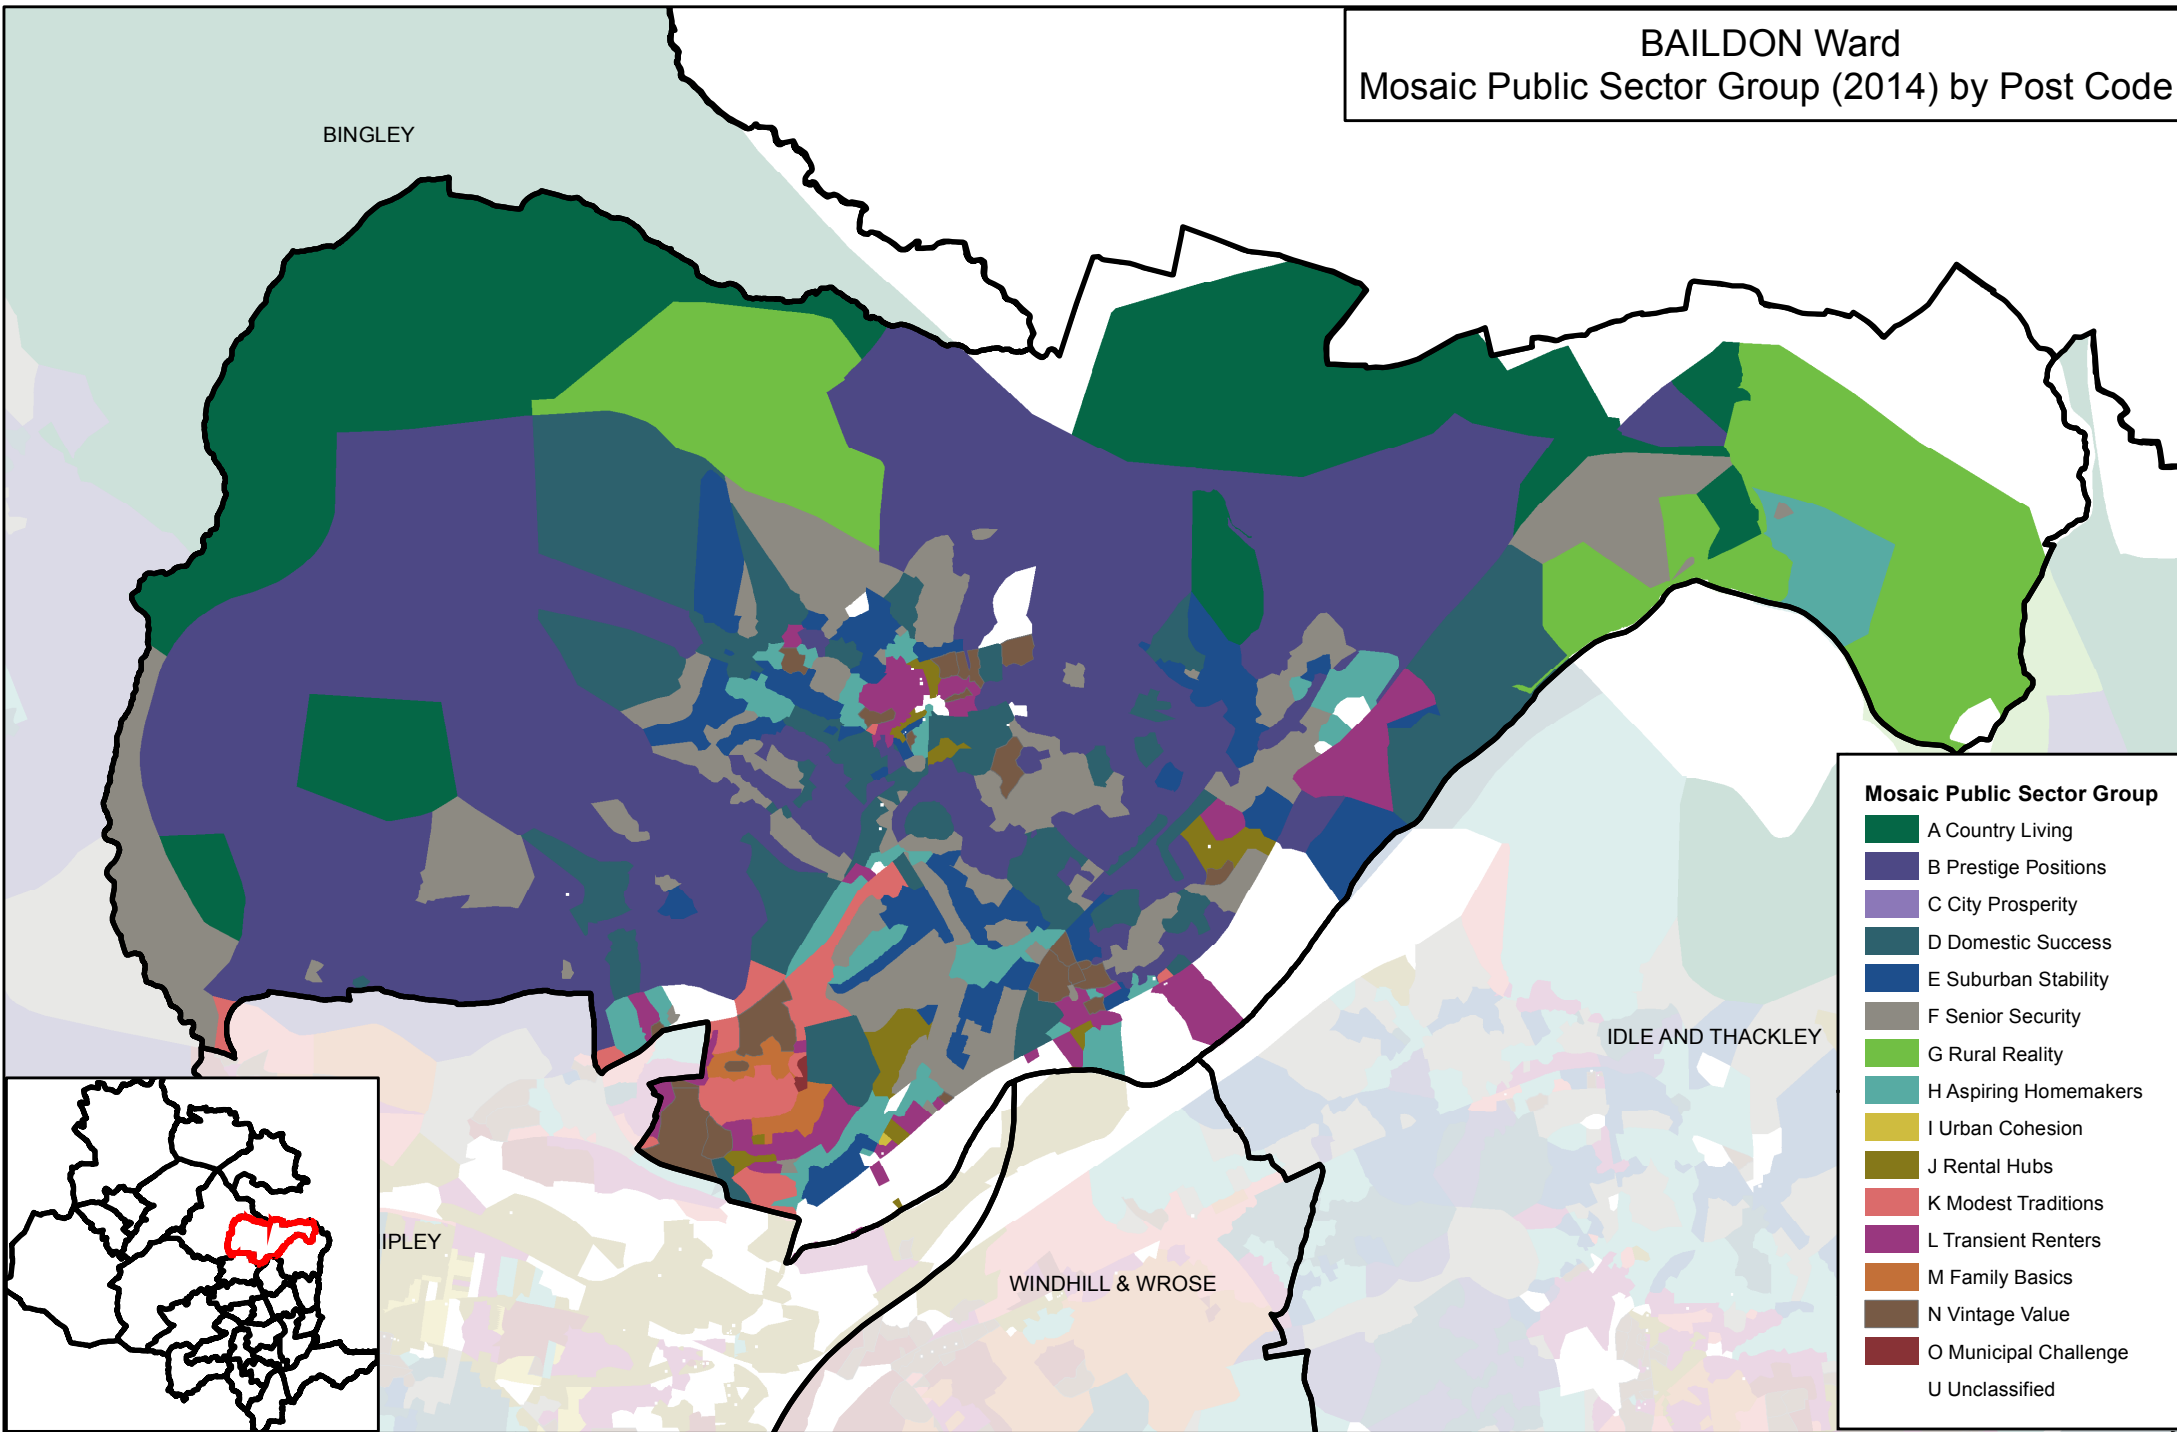 BAILDON Ward
Mosaic Public Sector Group (2014) by Post Code
BINGLEY
IDLE AND THACKLEY
IPLEY
WINDHILL & WROSE
Mosaic Public Sector Group
A Country Living
B Prestige Positions
C City Prosperity
D Domestic Success
E Suburban Stability
F Senior Security
G Rural Reality
H Aspiring Homemakers
I Urban Cohesion
J Rental Hubs
K Modest Traditions
L Transient Renters
M Family Basics
N Vintage Value
O Municipal Challenge
U Unclassified